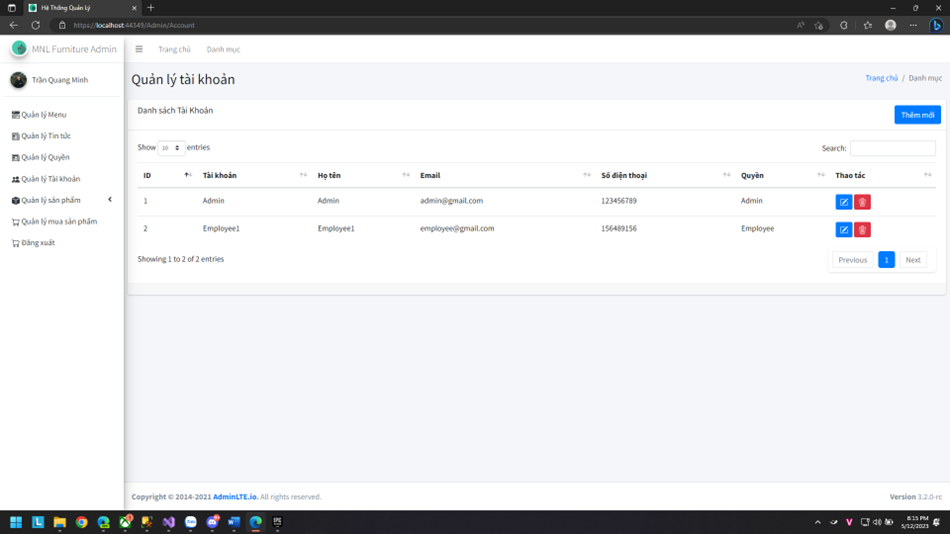 Hệ Thống Quản Lý
https://localhost:44349/Admin/Account
MNL Furniture Admin
Trang chủ
Danh mục
Trần Quang Minh
Quản lý tài khoản
Trang chủ / Danh mục
Quản lý Menu
Quản lý Tin tức
Quản lý Quyền
Quản lý Tài khoản
Quản lý sản phẩm
Quản lý mua sản phẩm
Đăng xuất
Danh sách Tài Khoản
Thêm mới
Show 10 entries
Search:
ID Tài khoản Họ tên Email Số điện thoại Quyền Thao tác
1 Admin Admin admin@gmail.com 123456789 Admin
2 Employee1 Employee1 employee@gmail.com 156489156 Employee
Showing 1 to 2 of 2 entries
Previous 1 Next
Copyright © 2014-2021 AdminLTE.io. All rights reserved.
Version 3.2.0-rc
8:15 PM
5/12/2023